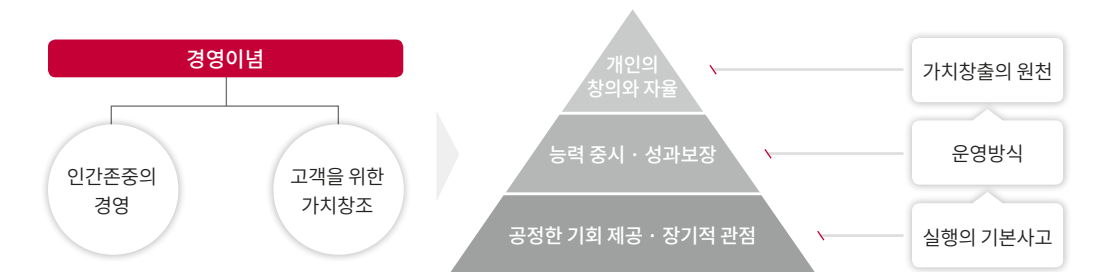 경영이념
인간존중의
경영
고객을 위한
가치창조
개인의
창의와 자율
능력 중시 · 성과보장
공정한 기회 제공 · 장기적 관점
가치창출의 원천
운영방식
실행의 기본사고